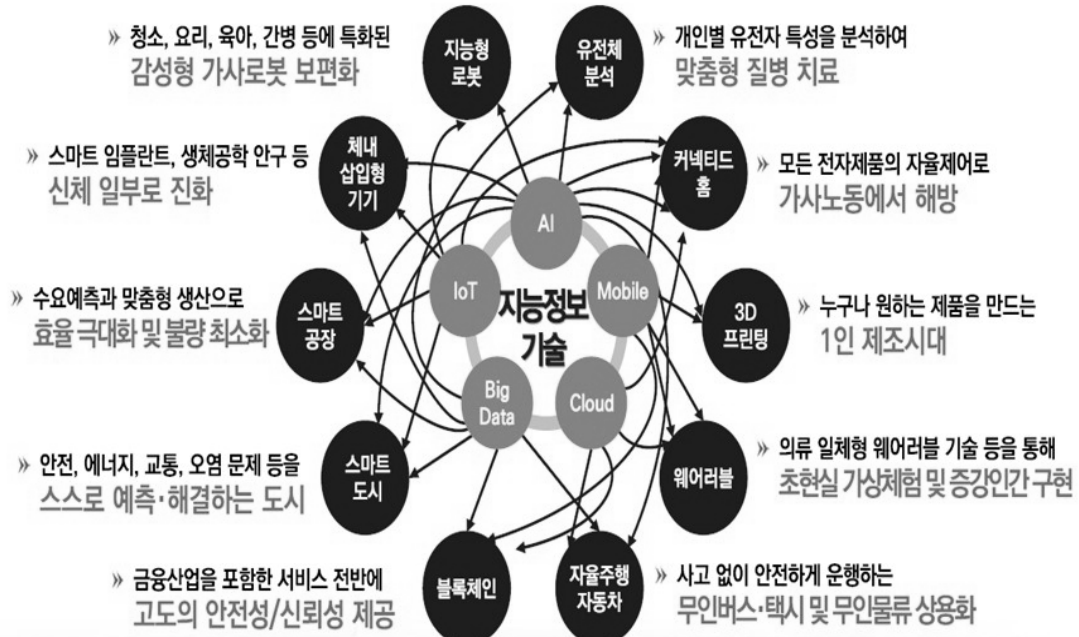 » 청소, 요리, 육아, 간병 등에 특화된
감성형 가사로봇 보편화
지능형
로봇
유전체
분석
» 개인별 유전자 특성을 분석하여
맞춤형 질병 치료
» 스마트 임플란트, 생체공학 안구 등
신체 일부로 진화
체내
삽입형
기기
커넥티드
홈
» 모든 전자제품의 자율제어로
가사노동에서 해방
AI
IoT
Mobile
지능정보
기술
Big
Data
Cloud
» 수요예측과 맞춤형 생산으로
효율 극대화 및 불량 최소화
스마트
공장
3D
프린팅
» 누구나 원하는 제품을 만드는
1인 제조시대
» 안전, 에너지, 교통, 오염 문제 등을
스스로 예측·해결하는 도시
스마트
도시
웨어러블
» 의류 일체형 웨어러블 기술 등을 통해
초현실 가상체험 및 증강인간 구현
» 금융산업을 포함한 서비스 전반에
고도의 안전성/신뢰성 제공
블록체인
자율주행
자동차
» 사고 없이 안전하게 운행하는
무인버스·택시 및 무인물류 상용화